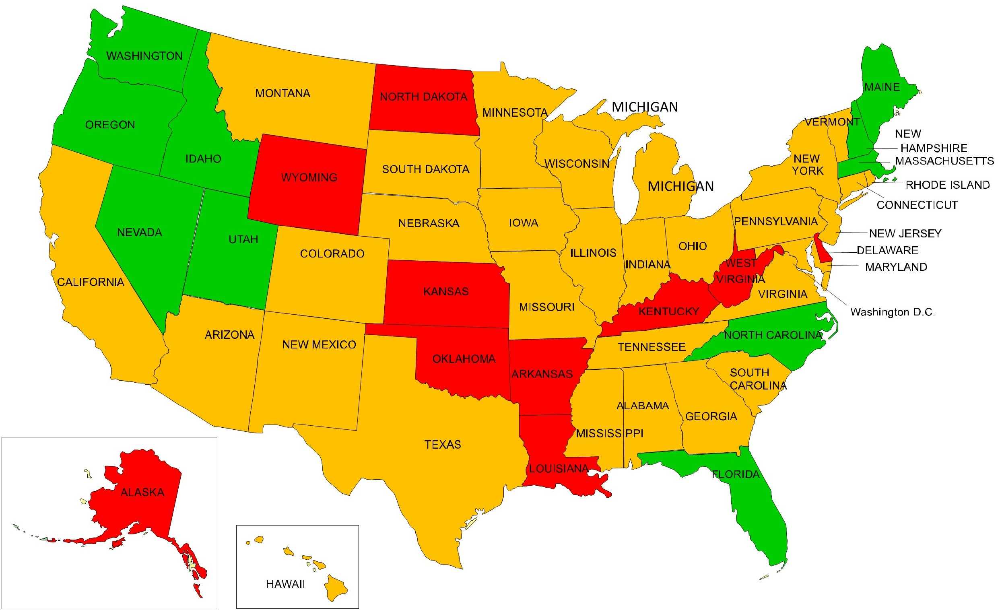 WASHINGTON
MAINE
MONTANA
NORTH DAKOTA
MICHIGAN
MINNESOTA
VERMONT
OREGON
NEW
HAMPSHIRE
IDAHO
MASSACHUSETTS
NEW
YORK
WISCONSIN
SOUTH DAKOTA
WYOMING
MICHIGAN
RHODE ISLAND
CONNECTICUT
PENNSYLVANIA
NEBRASKA
IOWA
NEVADA
NEW JERSEY
UTAH
OHIO
DELAWARE
COLORADO
ILLINOIS
INDIANA
WEST
VIRGINIA
MARYLAND
CALIFORNIA
KANSAS
VIRGINIA
MISSOURI
KENTUCKY
Washington D.C.
ARIZONA
NORTH CAROLINA
NEW MEXICO
TENNESSEE
OKLAHOMA
ARKANSAS
SOUTH
CAROLINA
ALABAMA
GEORGIA
MISSISSIPPI
TEXAS
LOUISIANA
FLORIDA
ALASKA
HAWAII